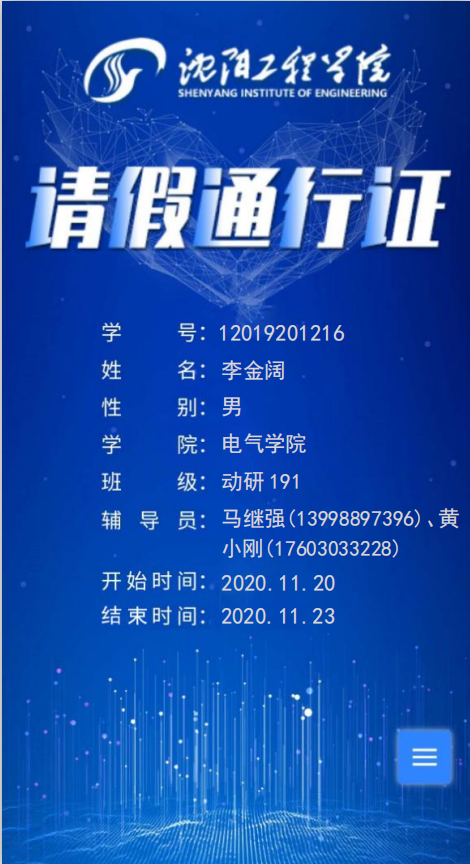 沈阳工程学院
SHENYANG INSTITUTE OF ENGINEERING
请假通行证
学号：12019201216
姓名：李金阔
性别：男
学院：电气学院
班级：动研191
辅导员：马继强(13998897396)、黄
小刚(17603033228)
开始时间：2020.11.20
结束时间：2020.11.23